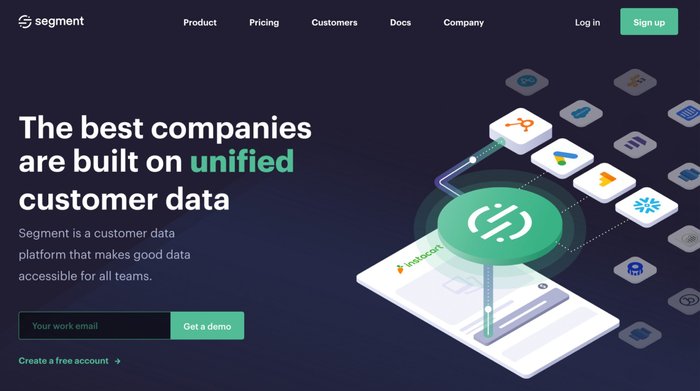 segment
Product
Pricing
Customers
Docs
Company
Log in
Sign up
The best companies
are built on unified
customer data
Segment is a customer data
platform that makes good data
accessible for all teams.
Your work email
Get a demo
Create a free account →
instacart